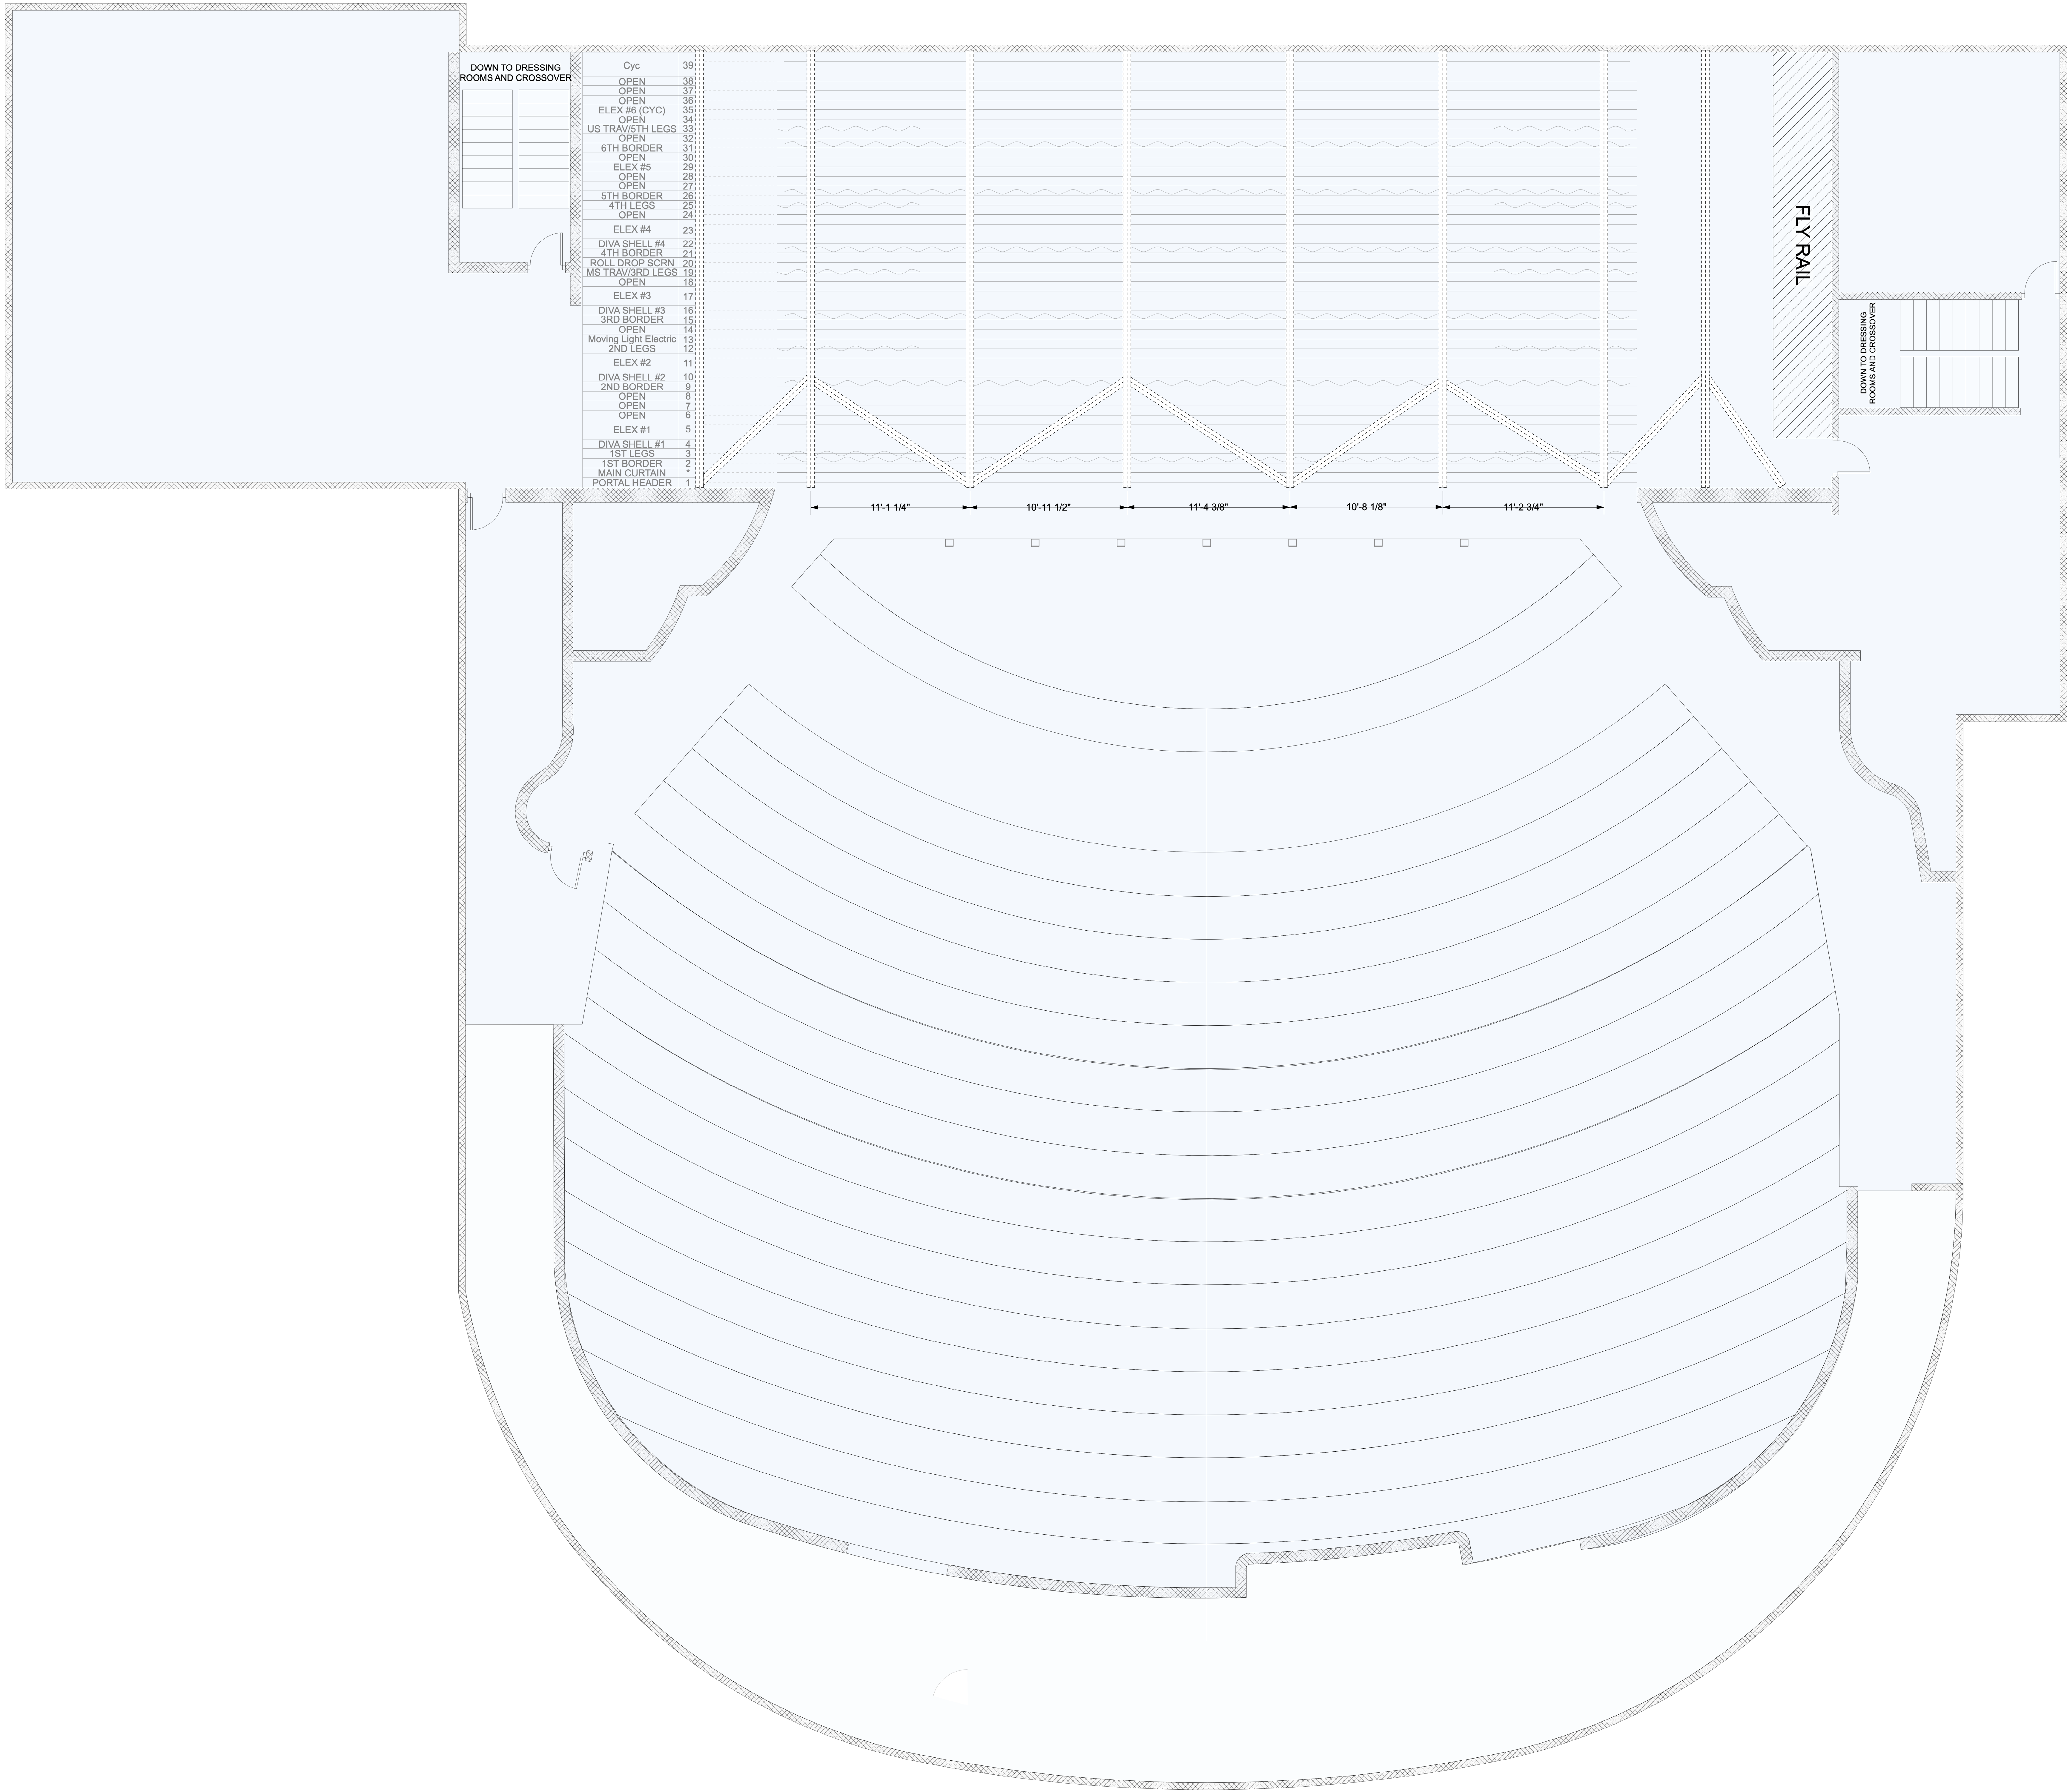 DOWN TO DRESSING
ROOMS AND CROSSOVER
Cyc 39
OPEN 38
OPEN 37
OPEN 36
ELEX #6 (CYC) 35
OPEN 34
US TRAV/5TH LEGS 33
OPEN 32
6TH BORDER 31
OPEN 30
ELEX #5 29
OPEN 28
OPEN 27
5TH BORDER 26
4TH LEGS 25
OPEN 24
ELEX #4 23
DIVA SHELL #4 22
4TH BORDER 21
ROLL DROP SCRN 20
MS TRAV/3RD LEGS 19
OPEN 18
ELEX #3 17
DIVA SHELL #3 16
3RD BORDER 15
OPEN 14
Moving Light Electric 13
2ND LEGS 12
ELEX #2 11
DIVA SHELL #2 10
2ND BORDER 9
OPEN 8
OPEN 7
OPEN 6
ELEX #1 5
DIVA SHELL #1 4
1ST LEGS 3
1ST BORDER 2
MAIN CURTAIN *
PORTAL HEADER 1
FLY RAIL
DOWN TO DRESSING
ROOMS AND CROSSOVER
11'-1 1/4" 10'-11 1/2" 11'-4 3/8" 10'-8 1/8" 11'-2 3/4"